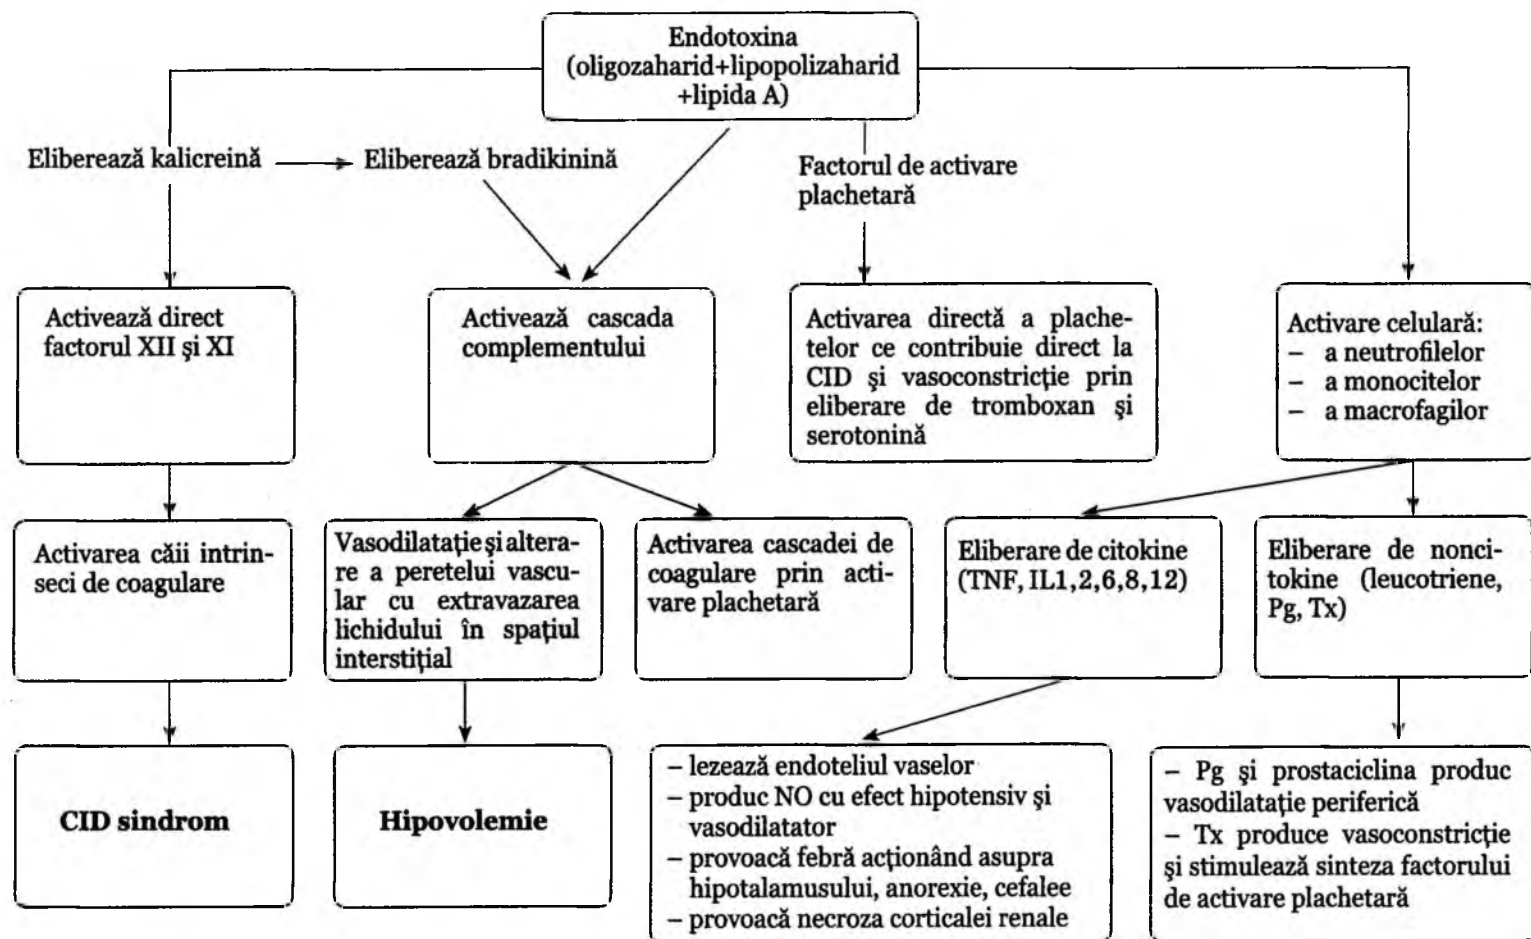 Endotoxina
(oligozaharid+lipopolizaharid
+lipida A)
Eliberează kalicreină
Eliberează bradikinină
Factorul de activare
plachetară
Activează direct
factorul XII şi XI
Activează cascada
complementului
Activarea directă a plache-
telor ce contribuie direct la
CID şi vasoconstricţie prin
eliberare de tromboxan şi
serotonină
Activare celulară:
– a neutrofilelor
– a monocitelor
– a macrofagilor
Activarea căii intrin-
seci de coagulare
Vasodilataţie şi altera-
re a peretelui vascu-
lar cu extravazarea
lichidului în spaţiul
interstiţial
Activarea cascadei de
coagulare prin acti-
vare plachetară
Eliberare de citokine
(TNF, IL1,2,6,8,12)
Eliberare de nonci-
tokine (leucotriene,
Pg, Tx)
CID sindrom
Hipovolemie
– lezează endoteliul vaselor
– produc NO cu efect hipotensiv şi
vasodilatator
– provoacă febră acţionând asupra
hipotalamusului, anorexie, cefalee
– provoacă necroza corticalei renale
– Pg şi prostaciclina produc
vasodilataţie periferică
– Tx produce vasoconstricţie
şi stimulează sinteza factorului
de activare plachetară